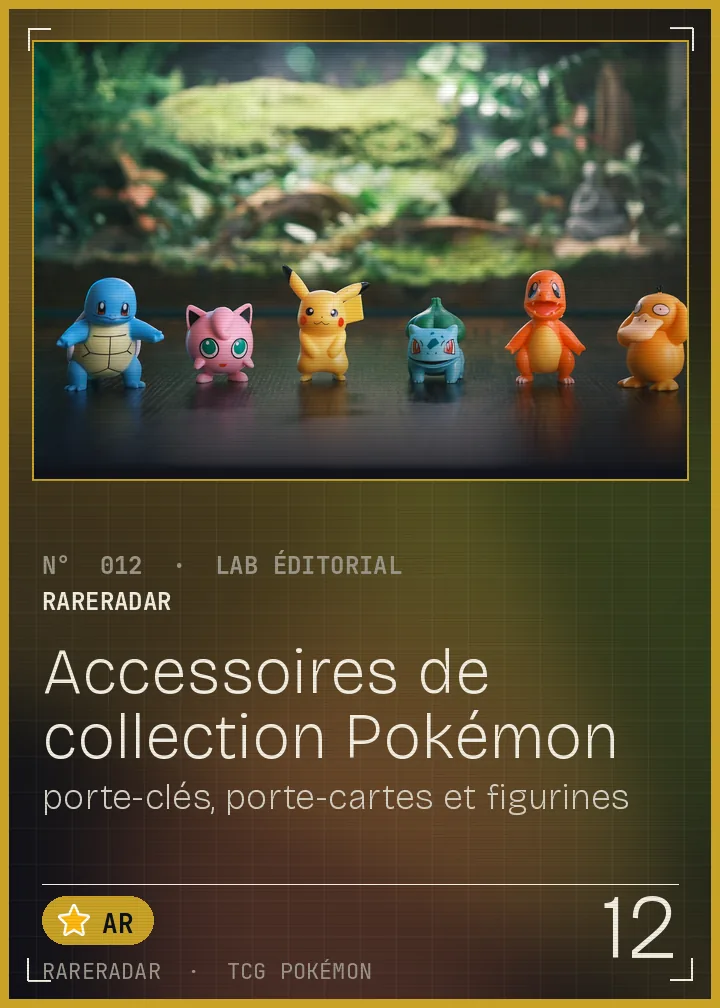 N° 012 · LAB ÉDITORIAL
RARERADAR
Accessoires de
collection Pokémon
porte-clés, porte-cartes et figurines
AR
12
RARERADAR · TCG POKÉMON